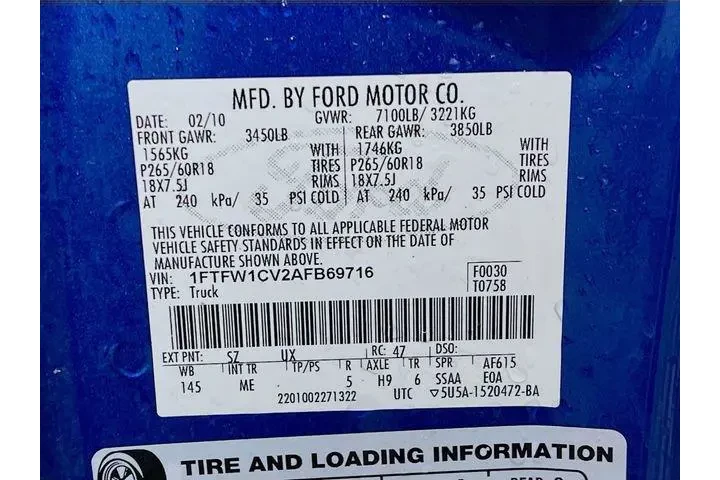 MFD. BY FORD MOTOR CO.
DATE: 02/10 GVWR: 7100LB/ 3221KG
FRONT GAWR: 3450LB REAR GAWR: 3850LB
1565KG WITH 1746KG WITH
P265/60R18 TIRES P265/60R18 TIRES
18X7.5J RIMS 18X7.5J RIMS
AT 240 kPa/ 35 PSI COLD AT 240 kPa/ 35 PSI COLD
THIS VEHICLE CONFORMS TO ALL APPLICABLE FEDERAL MOTOR
VEHICLE SAFETY STANDARDS IN EFFECT ON THE DATE OF
MANUFACTURE SHOWN ABOVE.
VIN: 1FTFW1CV2AFB69716 F0030
TYPE: Truck T0758
EXT PNT: SZ UX RC: 47 DSO:
WB INT TR TP/PS R AXLE TR SPR AF615
145 ME 5 H9 6 SSAA E0A
2201002271322 UTC ▽5U5A-1520472-BA
TIRE AND LOADING INFORMATION